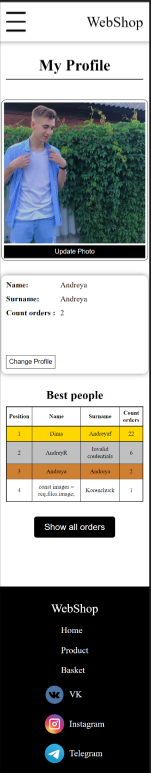 WebShop
My Profile
Update Photo
Name: Andreya
Surname: Andreya
Count orders : 2
Change Profile
Best people
Position Name Surname Count orders
1 Dima Andreyuf 22
2 AndreyR Invalid credentials 6
3 Andreya Andreya 2
4 const images = req.files.image; 1
Show all orders
WebShop
Home
Product
Basket
VK
Instagram
Telegram